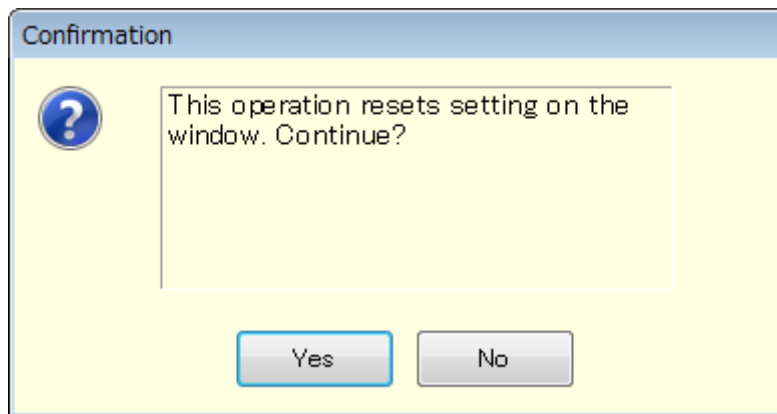 Confirmation
This operation resets setting on the
window. Continue?
Yes
No